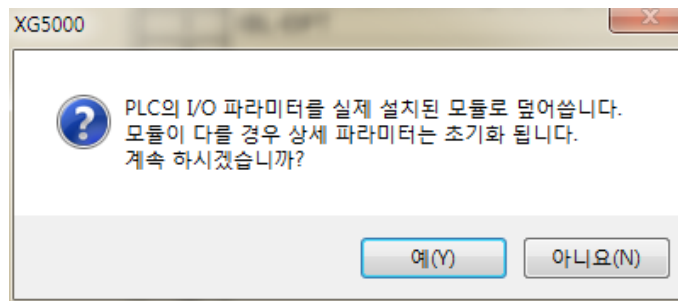 XG5000
PLC의 I/O 파라미터를 실제 설치된 모듈로 덮어씁니다.
모듈이 다를 경우 상세 파라미터는 초기화 됩니다.
계속 하시겠습니까?
예(Y)
아니요(N)